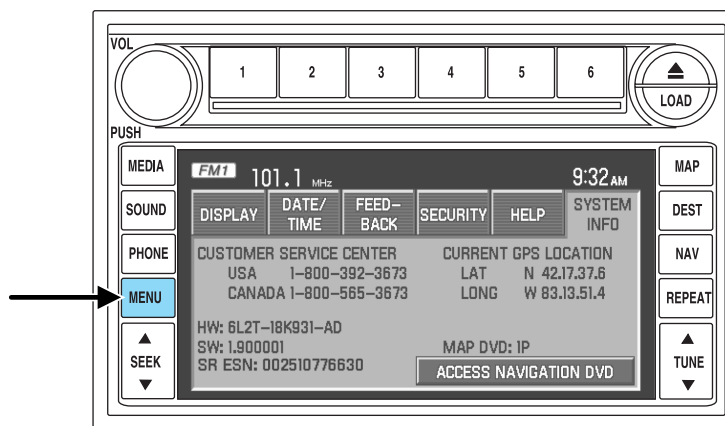 VOL
1 2 3 4 5 6
LOAD
PUSH
MEDIA
SOUND
PHONE
MENU
SEEK
FM1 101.1 MHz 9:32 AM
DISPLAY DATE/TIME FEED-BACK SECURITY HELP SYSTEM INFO
CUSTOMER SERVICE CENTER CURRENT GPS LOCATION
USA 1-800-392-3673 LAT N 42.17.37.6
CANADA 1-800-565-3673 LONG W 83.13.51.4
HW: 6L2T-18K931-AD
SW: 1.900001 MAP DVD: 1P
SR ESN: 002510776630 ACCESS NAVIGATION DVD
MAP
DEST
NAV
REPEAT
TUNE